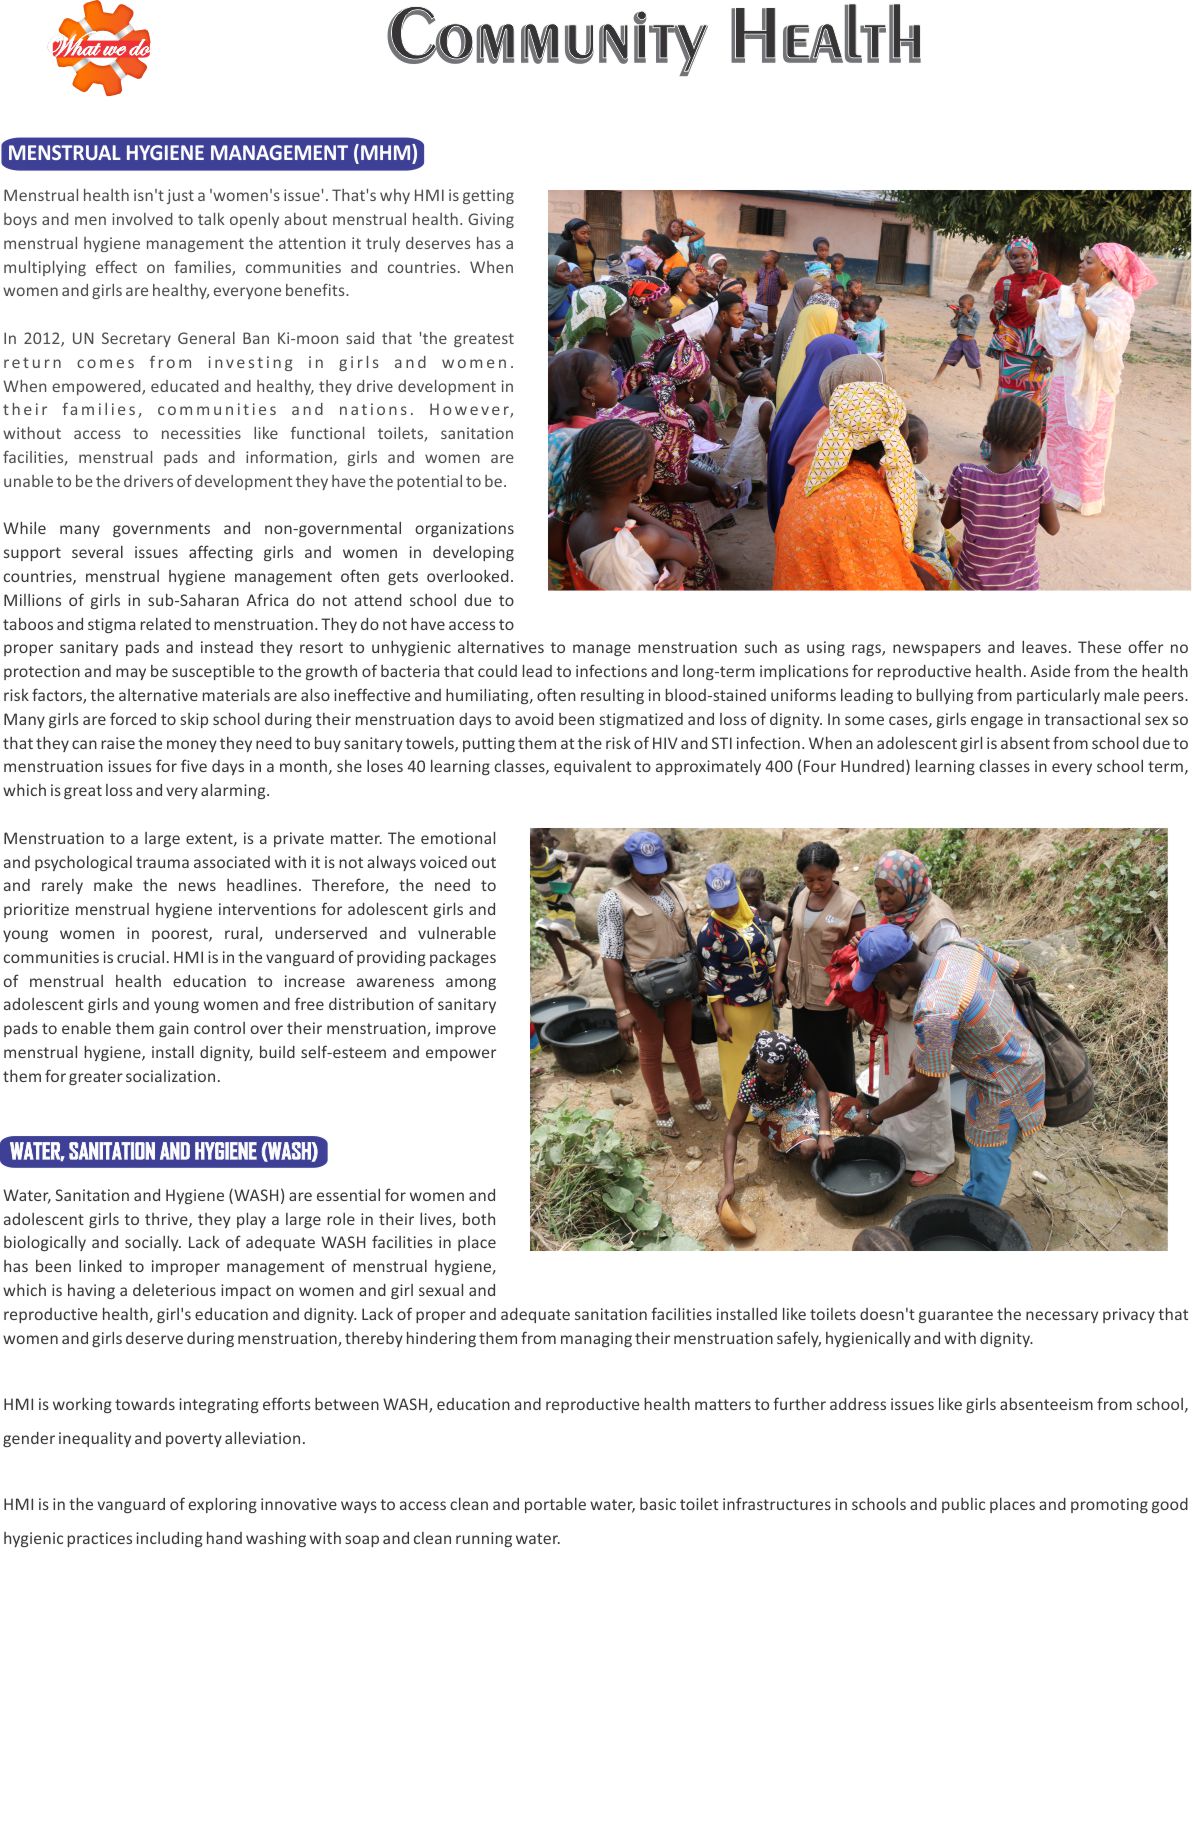 What we do
Community Health
MENSTRUAL HYGIENE MANAGEMENT (MHM)
Menstrual health isn't just a 'women's issue'. That's why HMI is getting
boys and men involved to talk openly about menstrual health. Giving
menstrual hygiene management the attention it truly deserves has a
multiplying effect on families, communities and countries. When
women and girls are healthy, everyone benefits.
In 2012, UN Secretary General Ban Ki-moon said that 'the greatest
return comes from investing in girls and women.
When empowered, educated and healthy, they drive development in
their families, communities and nations. However,
without access to necessities like functional toilets, sanitation
facilities, menstrual pads and information, girls and women are
unable to be the drivers of development they have the potential to be.
While many governments and non-governmental organizations
support several issues affecting girls and women in developing
countries, menstrual hygiene management often gets overlooked.
Millions of girls in sub-Saharan Africa do not attend school due to
taboos and stigma related to menstruation. They do not have access to
proper sanitary pads and instead they resort to unhygienic alternatives to manage menstruation such as using rags, newspapers and leaves. These offer no
protection and may be susceptible to the growth of bacteria that could lead to infections and long-term implications for reproductive health. Aside from the health
risk factors, the alternative materials are also ineffective and humiliating, often resulting in blood-stained uniforms leading to bullying from particularly male peers.
Many girls are forced to skip school during their menstruation days to avoid been stigmatized and loss of dignity. In some cases, girls engage in transactional sex so
that they can raise the money they need to buy sanitary towels, putting them at the risk of HIV and STI infection. When an adolescent girl is absent from school due to
menstruation issues for five days in a month, she loses 40 learning classes, equivalent to approximately 400 (Four Hundred) learning classes in every school term,
which is great loss and very alarming.
Menstruation to a large extent, is a private matter. The emotional
and psychological trauma associated with it is not always voiced out
and rarely make the news headlines. Therefore, the need to
prioritize menstrual hygiene interventions for adolescent girls and
young women in poorest, rural, underserved and vulnerable
communities is crucial. HMI is in the vanguard of providing packages
of menstrual health education to increase awareness among
adolescent girls and young women and free distribution of sanitary
pads to enable them gain control over their menstruation, improve
menstrual hygiene, install dignity, build self-esteem and empower
them for greater socialization.
WATER, SANITATION AND HYGIENE (WASH)
Water, Sanitation and Hygiene (WASH) are essential for women and
adolescent girls to thrive, they play a large role in their lives, both
biologically and socially. Lack of adequate WASH facilities in place
has been linked to improper management of menstrual hygiene,
which is having a deleterious impact on women and girl sexual and
reproductive health, girl's education and dignity. Lack of proper and adequate sanitation facilities installed like toilets doesn't guarantee the necessary privacy that
women and girls deserve during menstruation, thereby hindering them from managing their menstruation safely, hygienically and with dignity.
HMI is working towards integrating efforts between WASH, education and reproductive health matters to further address issues like girls absenteeism from school,
gender inequality and poverty alleviation.
HMI is in the vanguard of exploring innovative ways to access clean and portable water, basic toilet infrastructures in schools and public places and promoting good
hygienic practices including hand washing with soap and clean running water.